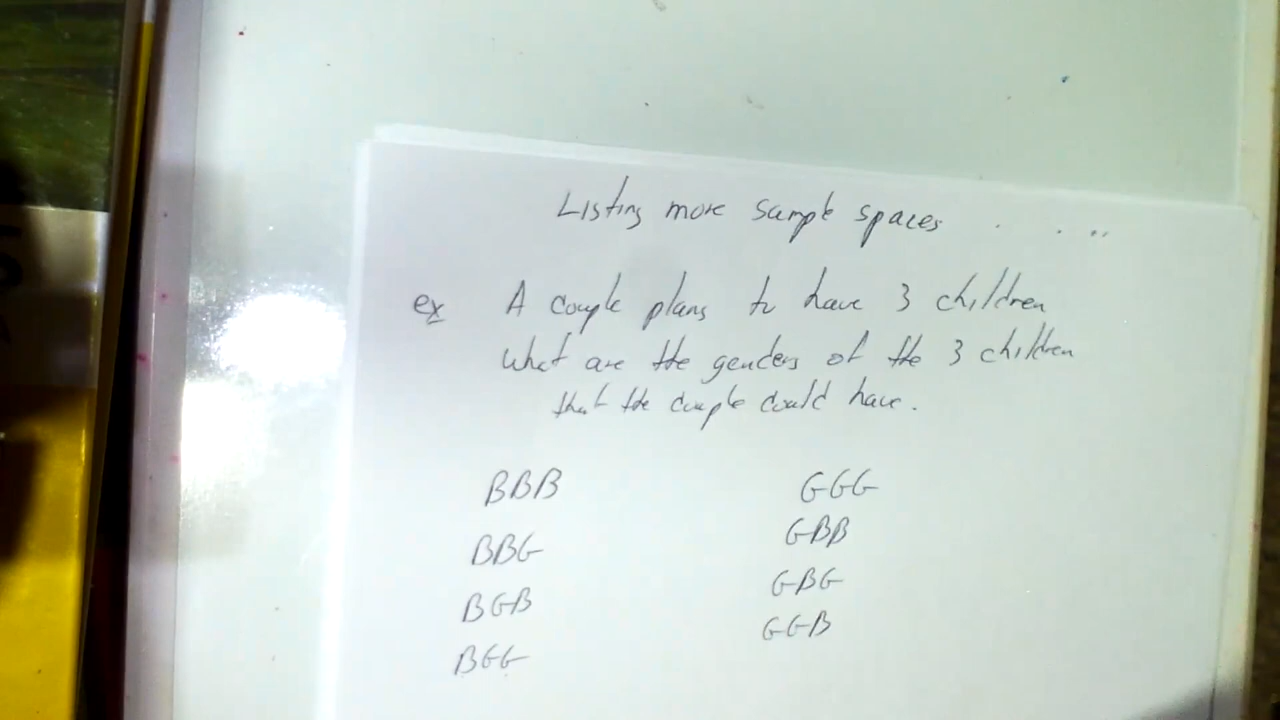 Listing more sample spaces . . ..
ex A couple plans to have 3 children
What are the genders of the 3 children
that the couple could have.
BBB GGG
BBG GBB
BGB GBG
BGG GGB